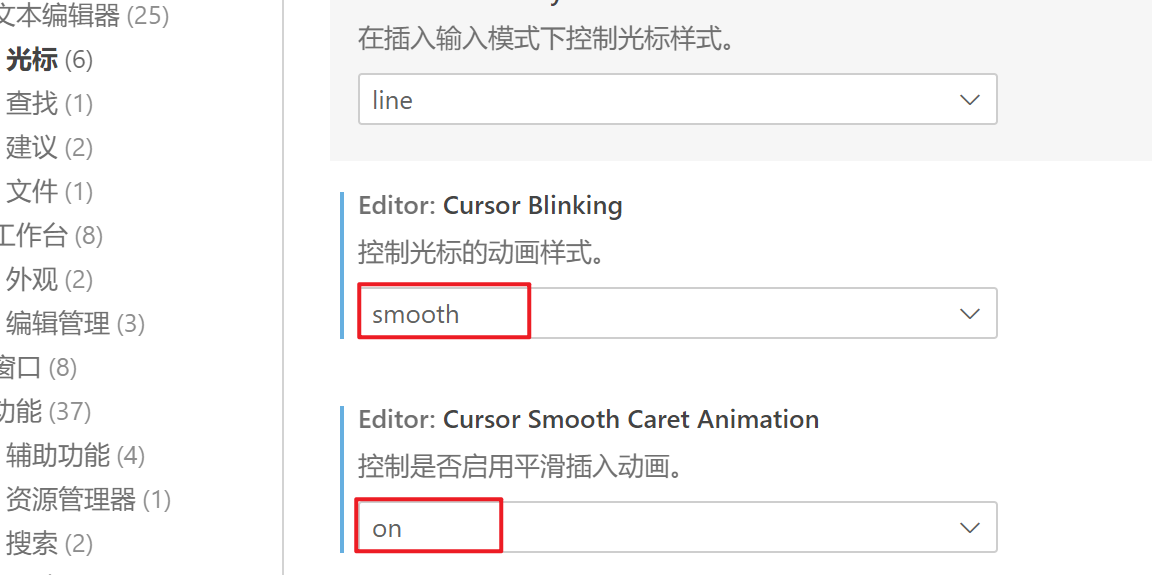 文本编辑器 (25)
光标 (6)
查找 (1)
建议 (2)
文件 (1)
工作台 (8)
外观 (2)
编辑管理 (3)
窗口 (8)
功能 (37)
辅助功能 (4)
资源管理器 (1)
搜索 (2)
在插入输入模式下控制光标样式。
line
Editor: Cursor Blinking
控制光标的动画样式。
smooth
Editor: Cursor Smooth Caret Animation
控制是否启用平滑插入动画。
on